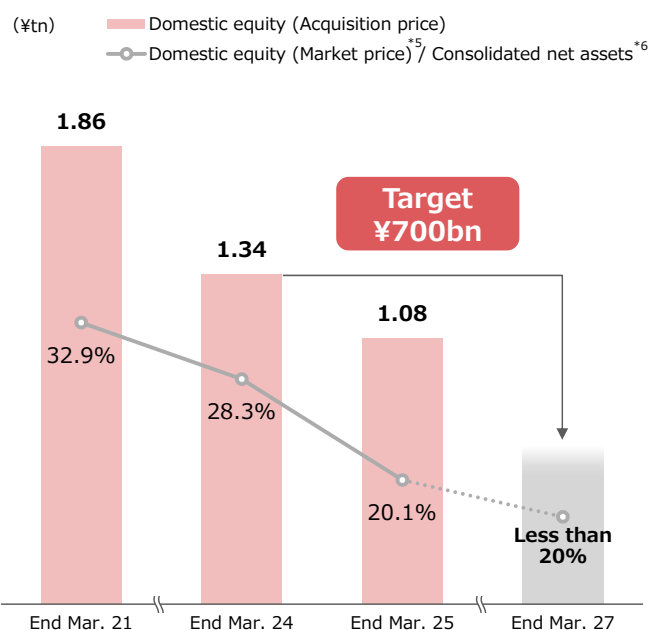 (¥tn)
Domestic equity (Acquisition price)
Domestic equity (Market price)*5/ Consolidated net assets*6
1.86
Target
¥700bn
1.34
1.08
32.9%
28.3%
20.1%
Less than
20%
End Mar. 21
End Mar. 24
End Mar. 25
End Mar. 27